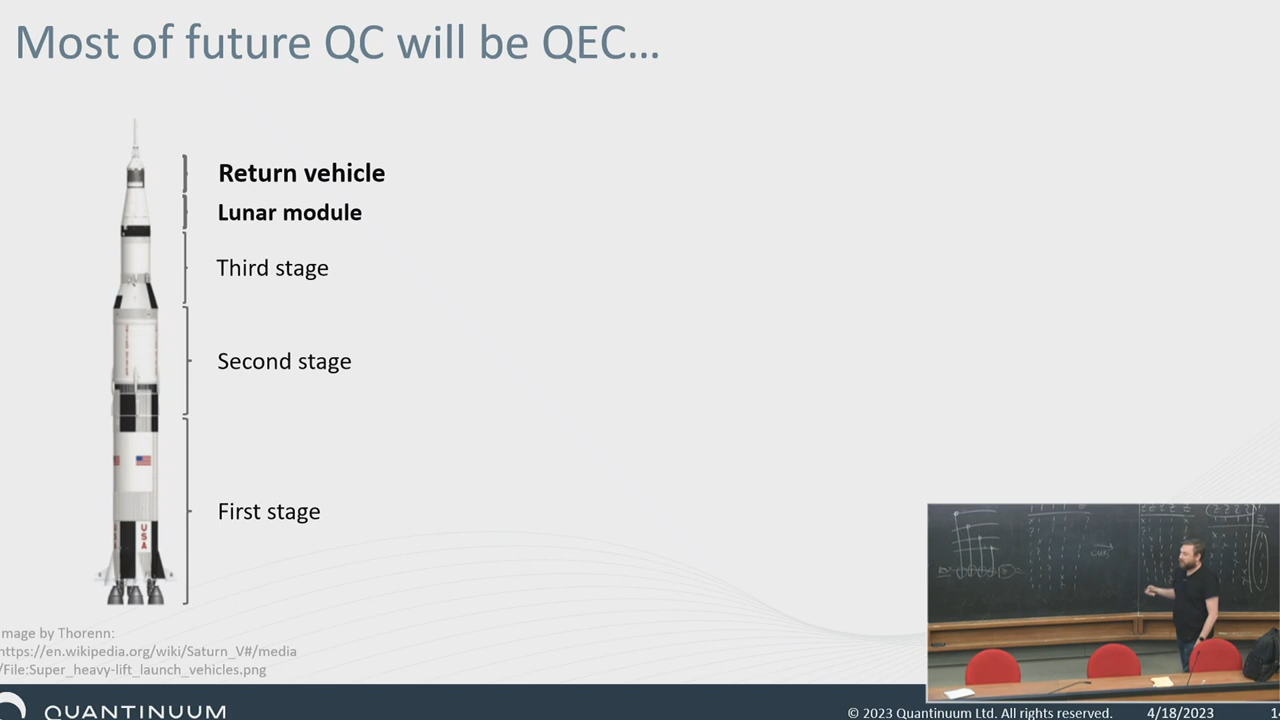 Most of future QC will be QEC...
Return vehicle
Lunar module
Third stage
Second stage
First stage
USA
mage by Thorenn:
https://en.wikipedia.org/wiki/Saturn_V#/media
/File:Super_heavy-lift_launch_vehicles.png
QUANTINUUM
© 2023 Quantinuum Ltd. All rights reserved.
4/18/2023